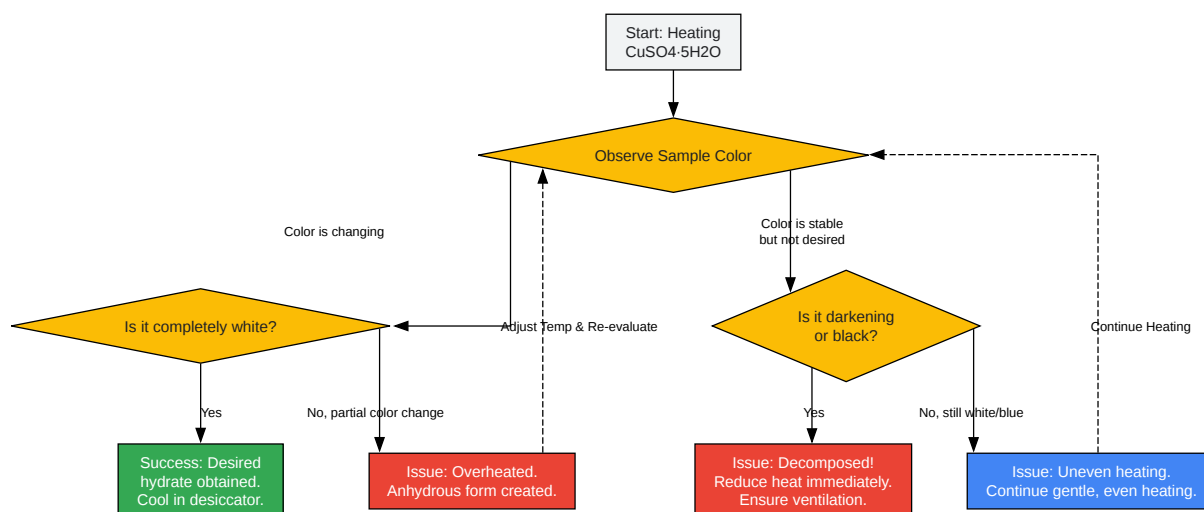 Start: Heating
CuSO4·5H2O
Observe Sample Color
Color is changing
Color is stable
but not desired
Is it completely white?
Adjust Temp & Re-evaluate
Is it darkening
or black?
Continue Heating
Yes
No, partial color change
Yes
No, still white/blue
Success: Desired
hydrate obtained.
Cool in desiccator.
Issue: Overheated.
Anhydrous form created.
Issue: Decomposed!
Reduce heat immediately.
Ensure ventilation.
Issue: Uneven heating.
Continue gentle, even heating.